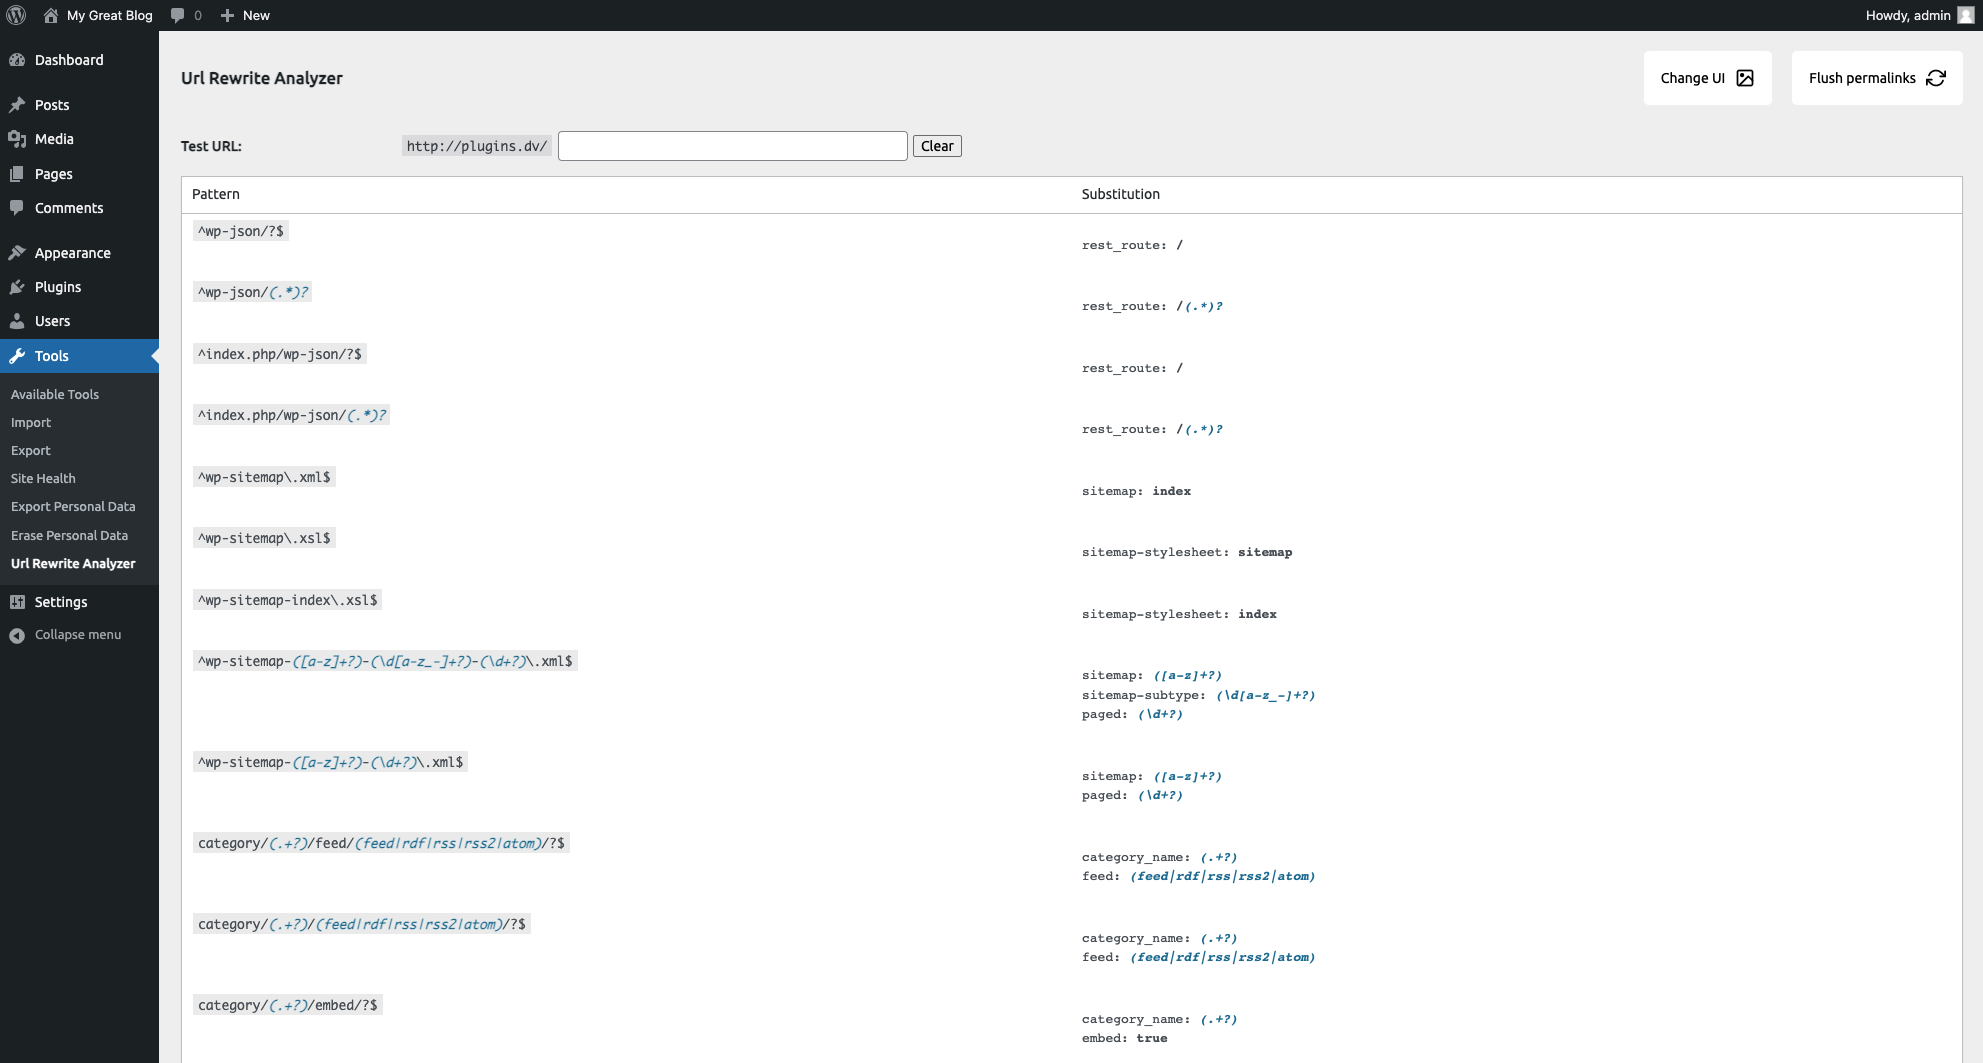 My Great Blog 0 New Howdy, admin
Dashboard
Posts
Media
Pages
Comments
Appearance
Plugins
Users
Tools
Available Tools
Import
Export
Site Health
Export Personal Data
Erase Personal Data
Url Rewrite Analyzer
Settings
Collapse menu
Url Rewrite Analyzer
Change UI
Flush permalinks
Test URL: http://plugins.dv/ Clear
Pattern Substitution
^wp-json/?$
rest_route: /
^wp-json/(.*)?
rest_route: /(.*)?
^index.php/wp-json/?$
rest_route: /
^index.php/wp-json/(.*)?
rest_route: /(.*)?
^wp-sitemap\.xml$
sitemap: index
^wp-sitemap\.xsl$
sitemap-stylesheet: sitemap
^wp-sitemap-index\.xsl$
sitemap-stylesheet: index
^wp-sitemap-([a-z]+?)-(\d[a-z_-]+?)-(\d+?)\.xml$
sitemap: ([a-z]+?)
sitemap-subtype: (\d[a-z_-]+?)
paged: (\d+?)
^wp-sitemap-([a-z]+?)-(\d+?)\.xml$
sitemap: ([a-z]+?)
paged: (\d+?)
category/(.+?)/feed/(feed|rdf|rss|rss2|atom)/?$
category_name: (.+?)
feed: (feed|rdf|rss|rss2|atom)
category/(.+?)/(feed|rdf|rss|rss2|atom)/?$
category_name: (.+?)
feed: (feed|rdf|rss|rss2|atom)
category/(.+?)/embed/?$
category_name: (.+?)
embed: true